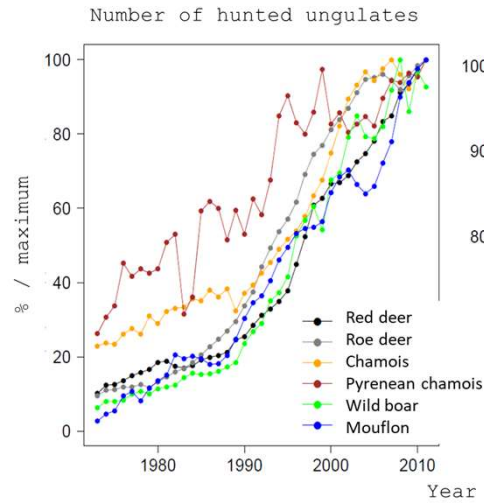 Number of hunted ungulates
% / maximum
100
80
60
40
20
0
Red deer
Roe deer
Chamois
Pyrenean chamois
Wild boar
Mouflon
1980 1990 2000 2010
Year
100
90
80